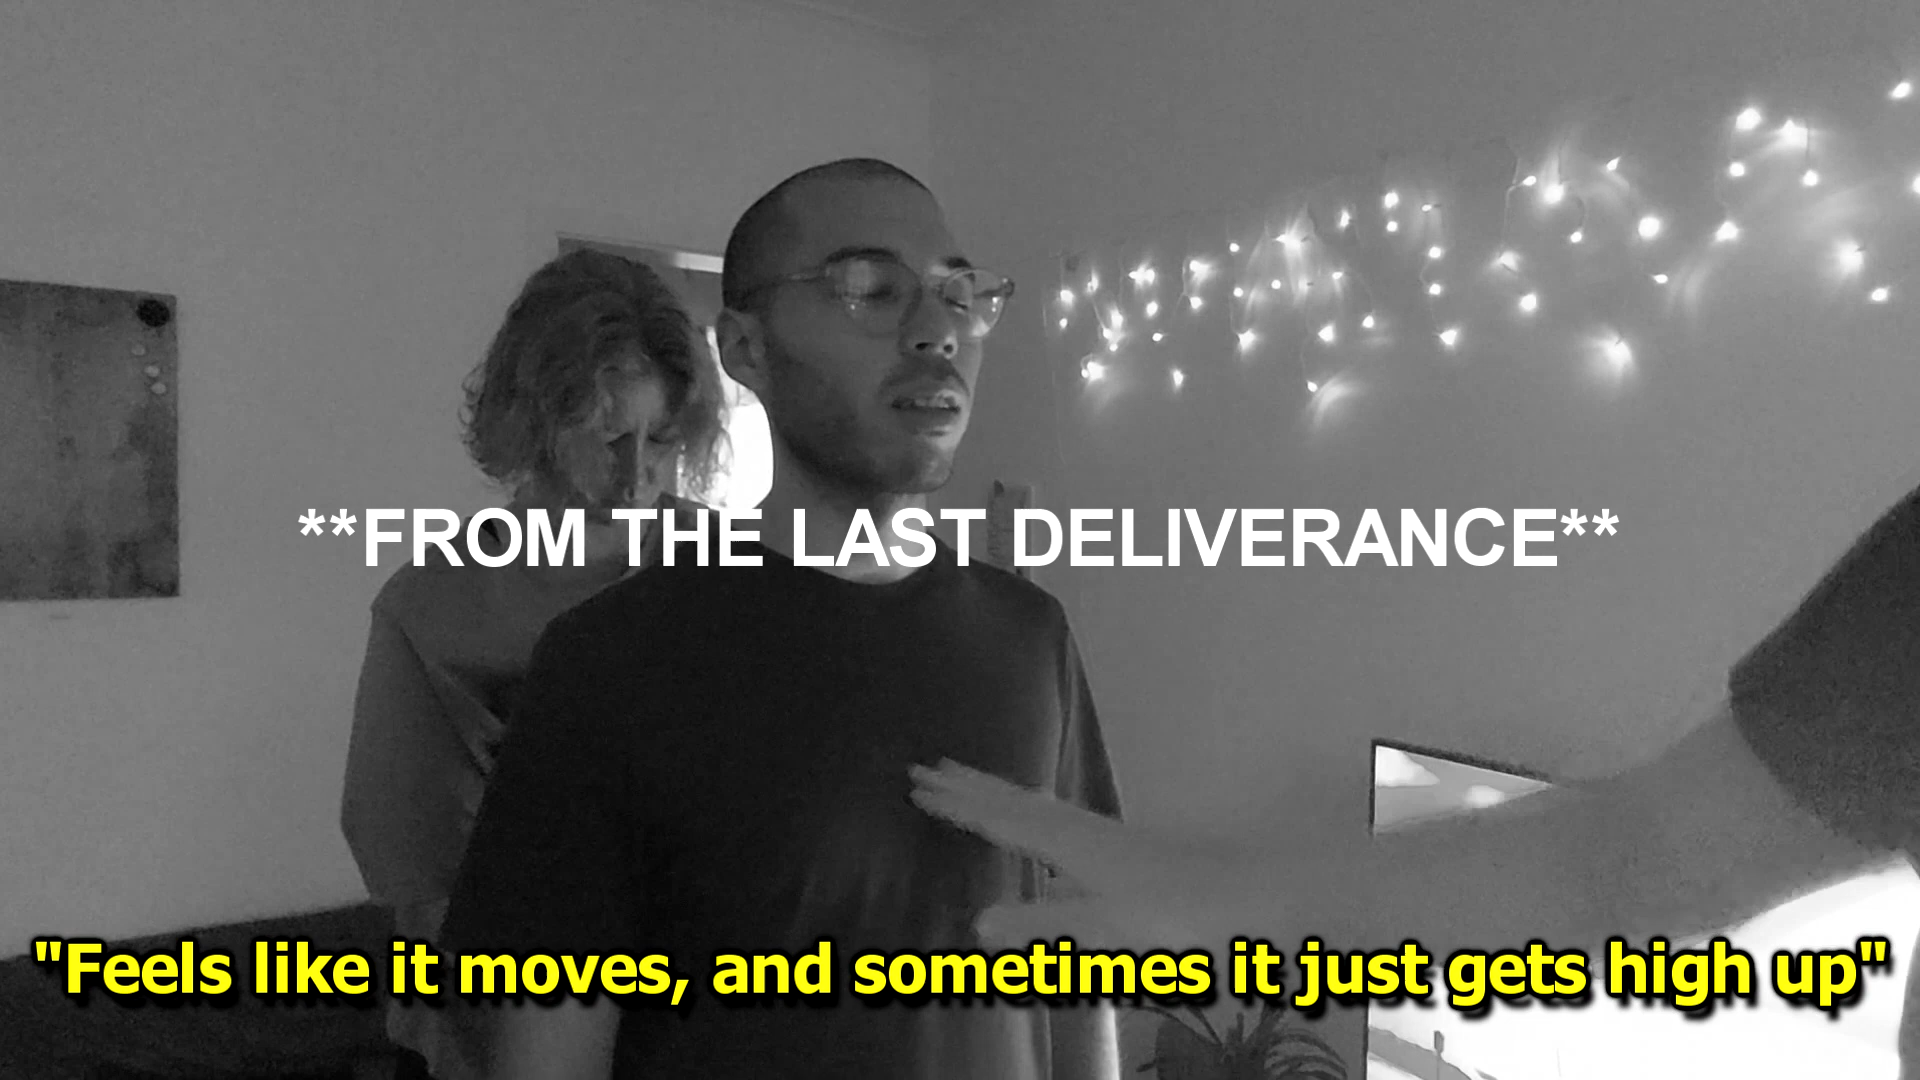 **FROM THE LAST DELIVERANCE**
"Feels like it moves, and sometimes it just gets high up"